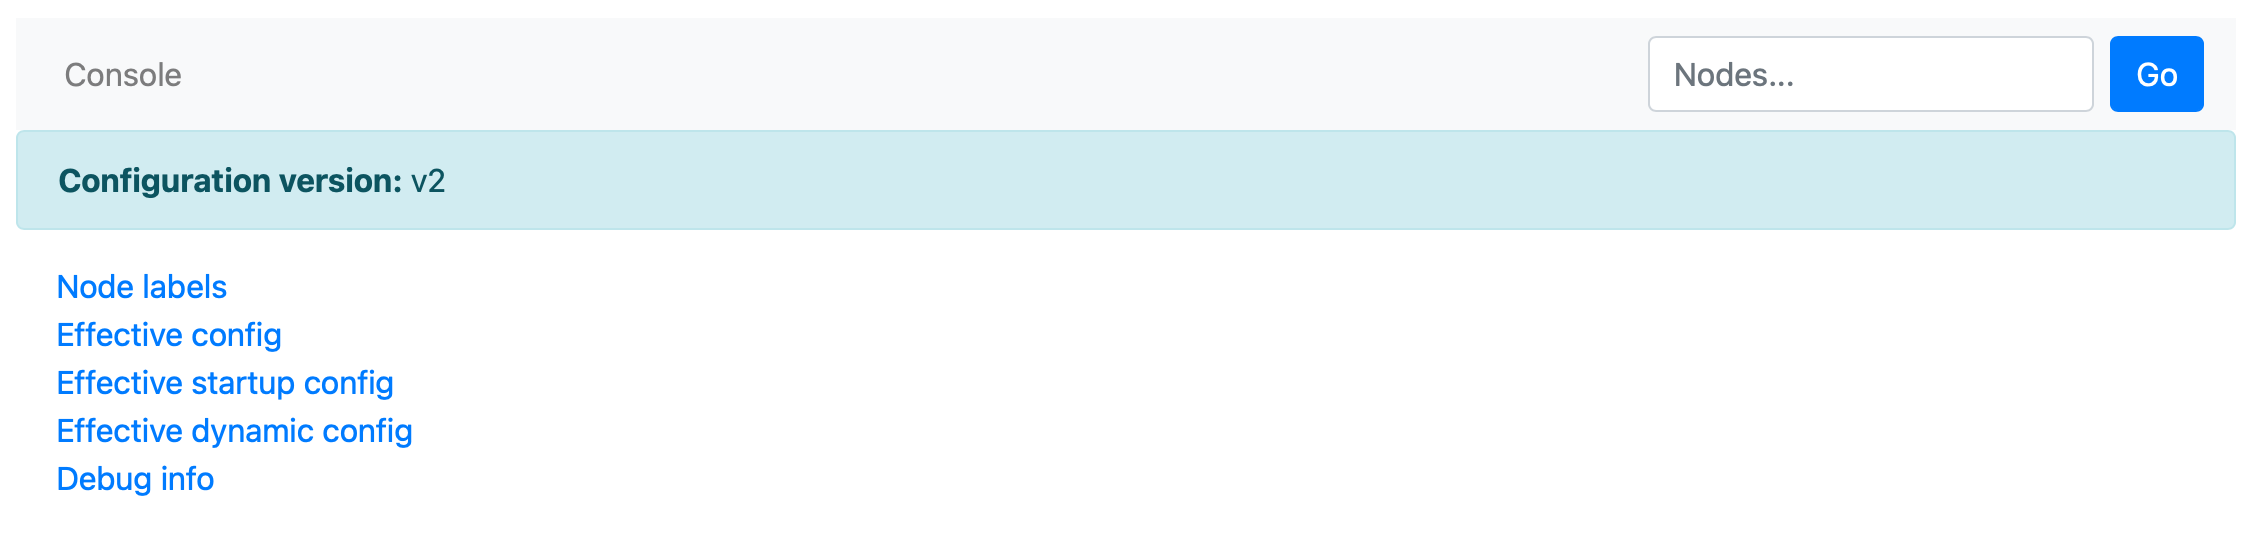 Console
Nodes...
Go
Configuration version: v2
Node labels
Effective config
Effective startup config
Effective dynamic config
Debug info